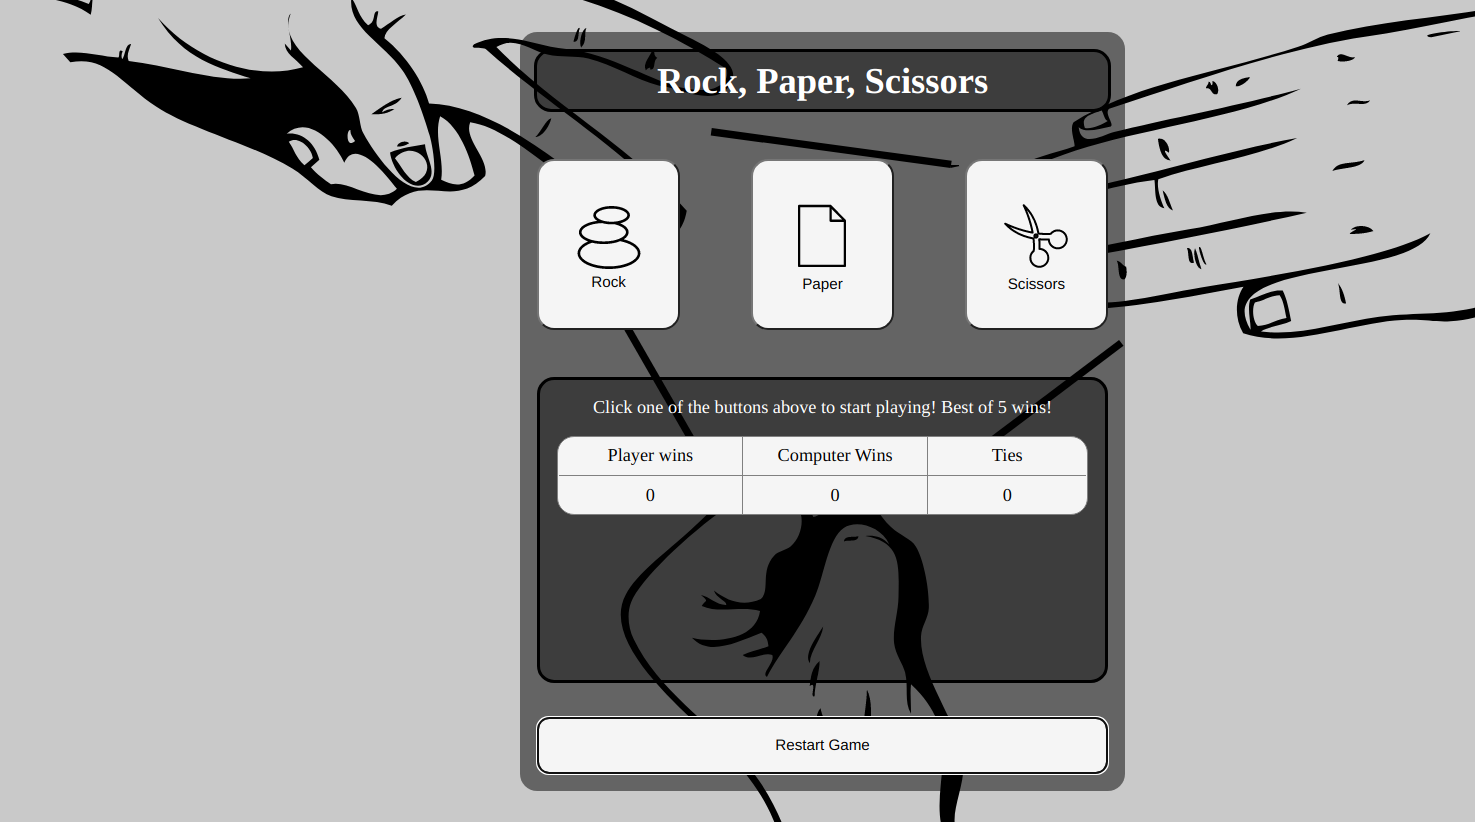 Rock, Paper, Scissors
Rock
Paper
Scissors
Click one of the buttons above to start playing! Best of 5 wins!
Player wins Computer Wins Ties
0 0 0
Restart Game